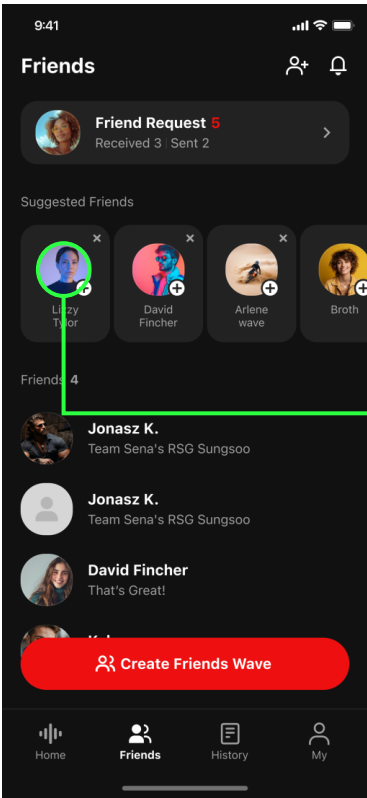 9:41
Friends
Friend Request 5
Received 3 | Sent 2
Suggested Friends
Lizzy
Tylor
David
Fincher
Arlene
wave
Broth
Friends 4
Jonasz K.
Team Sena's RSG Sungsoo
Jonasz K.
Team Sena's RSG Sungsoo
David Fincher
That's Great!
Create Friends Wave
Home
Friends
History
My